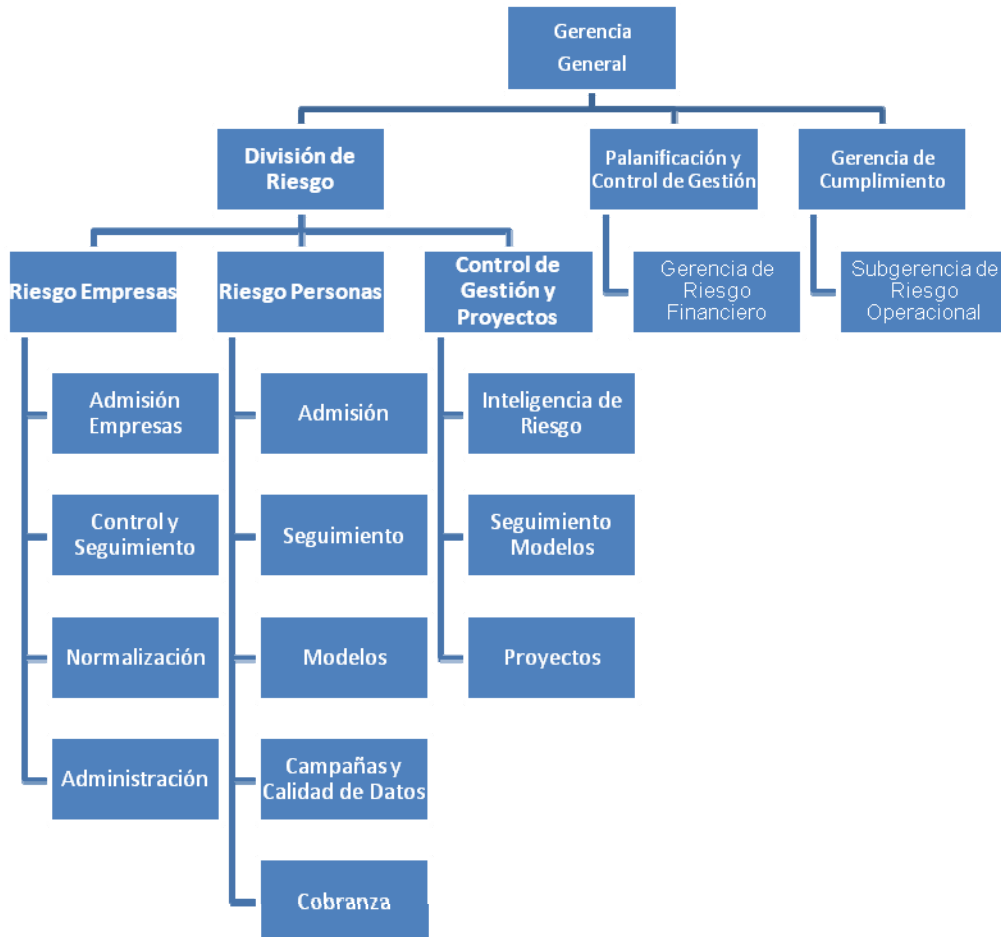 Gerencia
General
División de
Riesgo
Palanificación y
Control de Gestión
Gerencia de
Cumplimiento
Riesgo Empresas
Riesgo Personas
Control de
Gestión y
Proyectos
Gerencia de
Riesgo
Financiero
Subgerencia de
Riesgo
Operacional
Admisión
Empresas
Admisión
Inteligencia de
Riesgo
Control y
Seguimiento
Seguimiento
Seguimiento
Modelos
Normalización
Modelos
Proyectos
Administración
Campañas y
Calidad de Datos
Cobranza